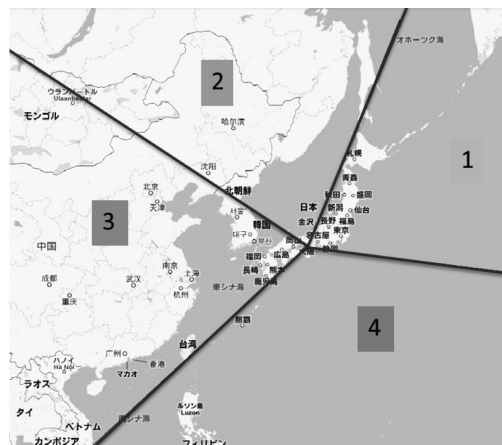 オホーツク海
2
ウランバートル
Ulaanbaatar
モンゴル
哈尔滨
札幌
1
沈阳
青森
北京
北朝鮮
秋田
盛岡
天津
日本
新潟
仙台
3
서울
金沢
福島
韓国
長野
대구
부산
岡山
名古屋
東京
中国
大阪
静岡
福岡
広島
成都
南京
上海
長崎
熊本
武汉
鹿児島
重庆
杭州
東シナ海
那覇
4
台湾
广州
ハノイ
Hà Nội
香港
マカオ
ラオス
ルソン島
Luzon
タイ
南シナ海
ベトナム
カンボジア
フィリピン